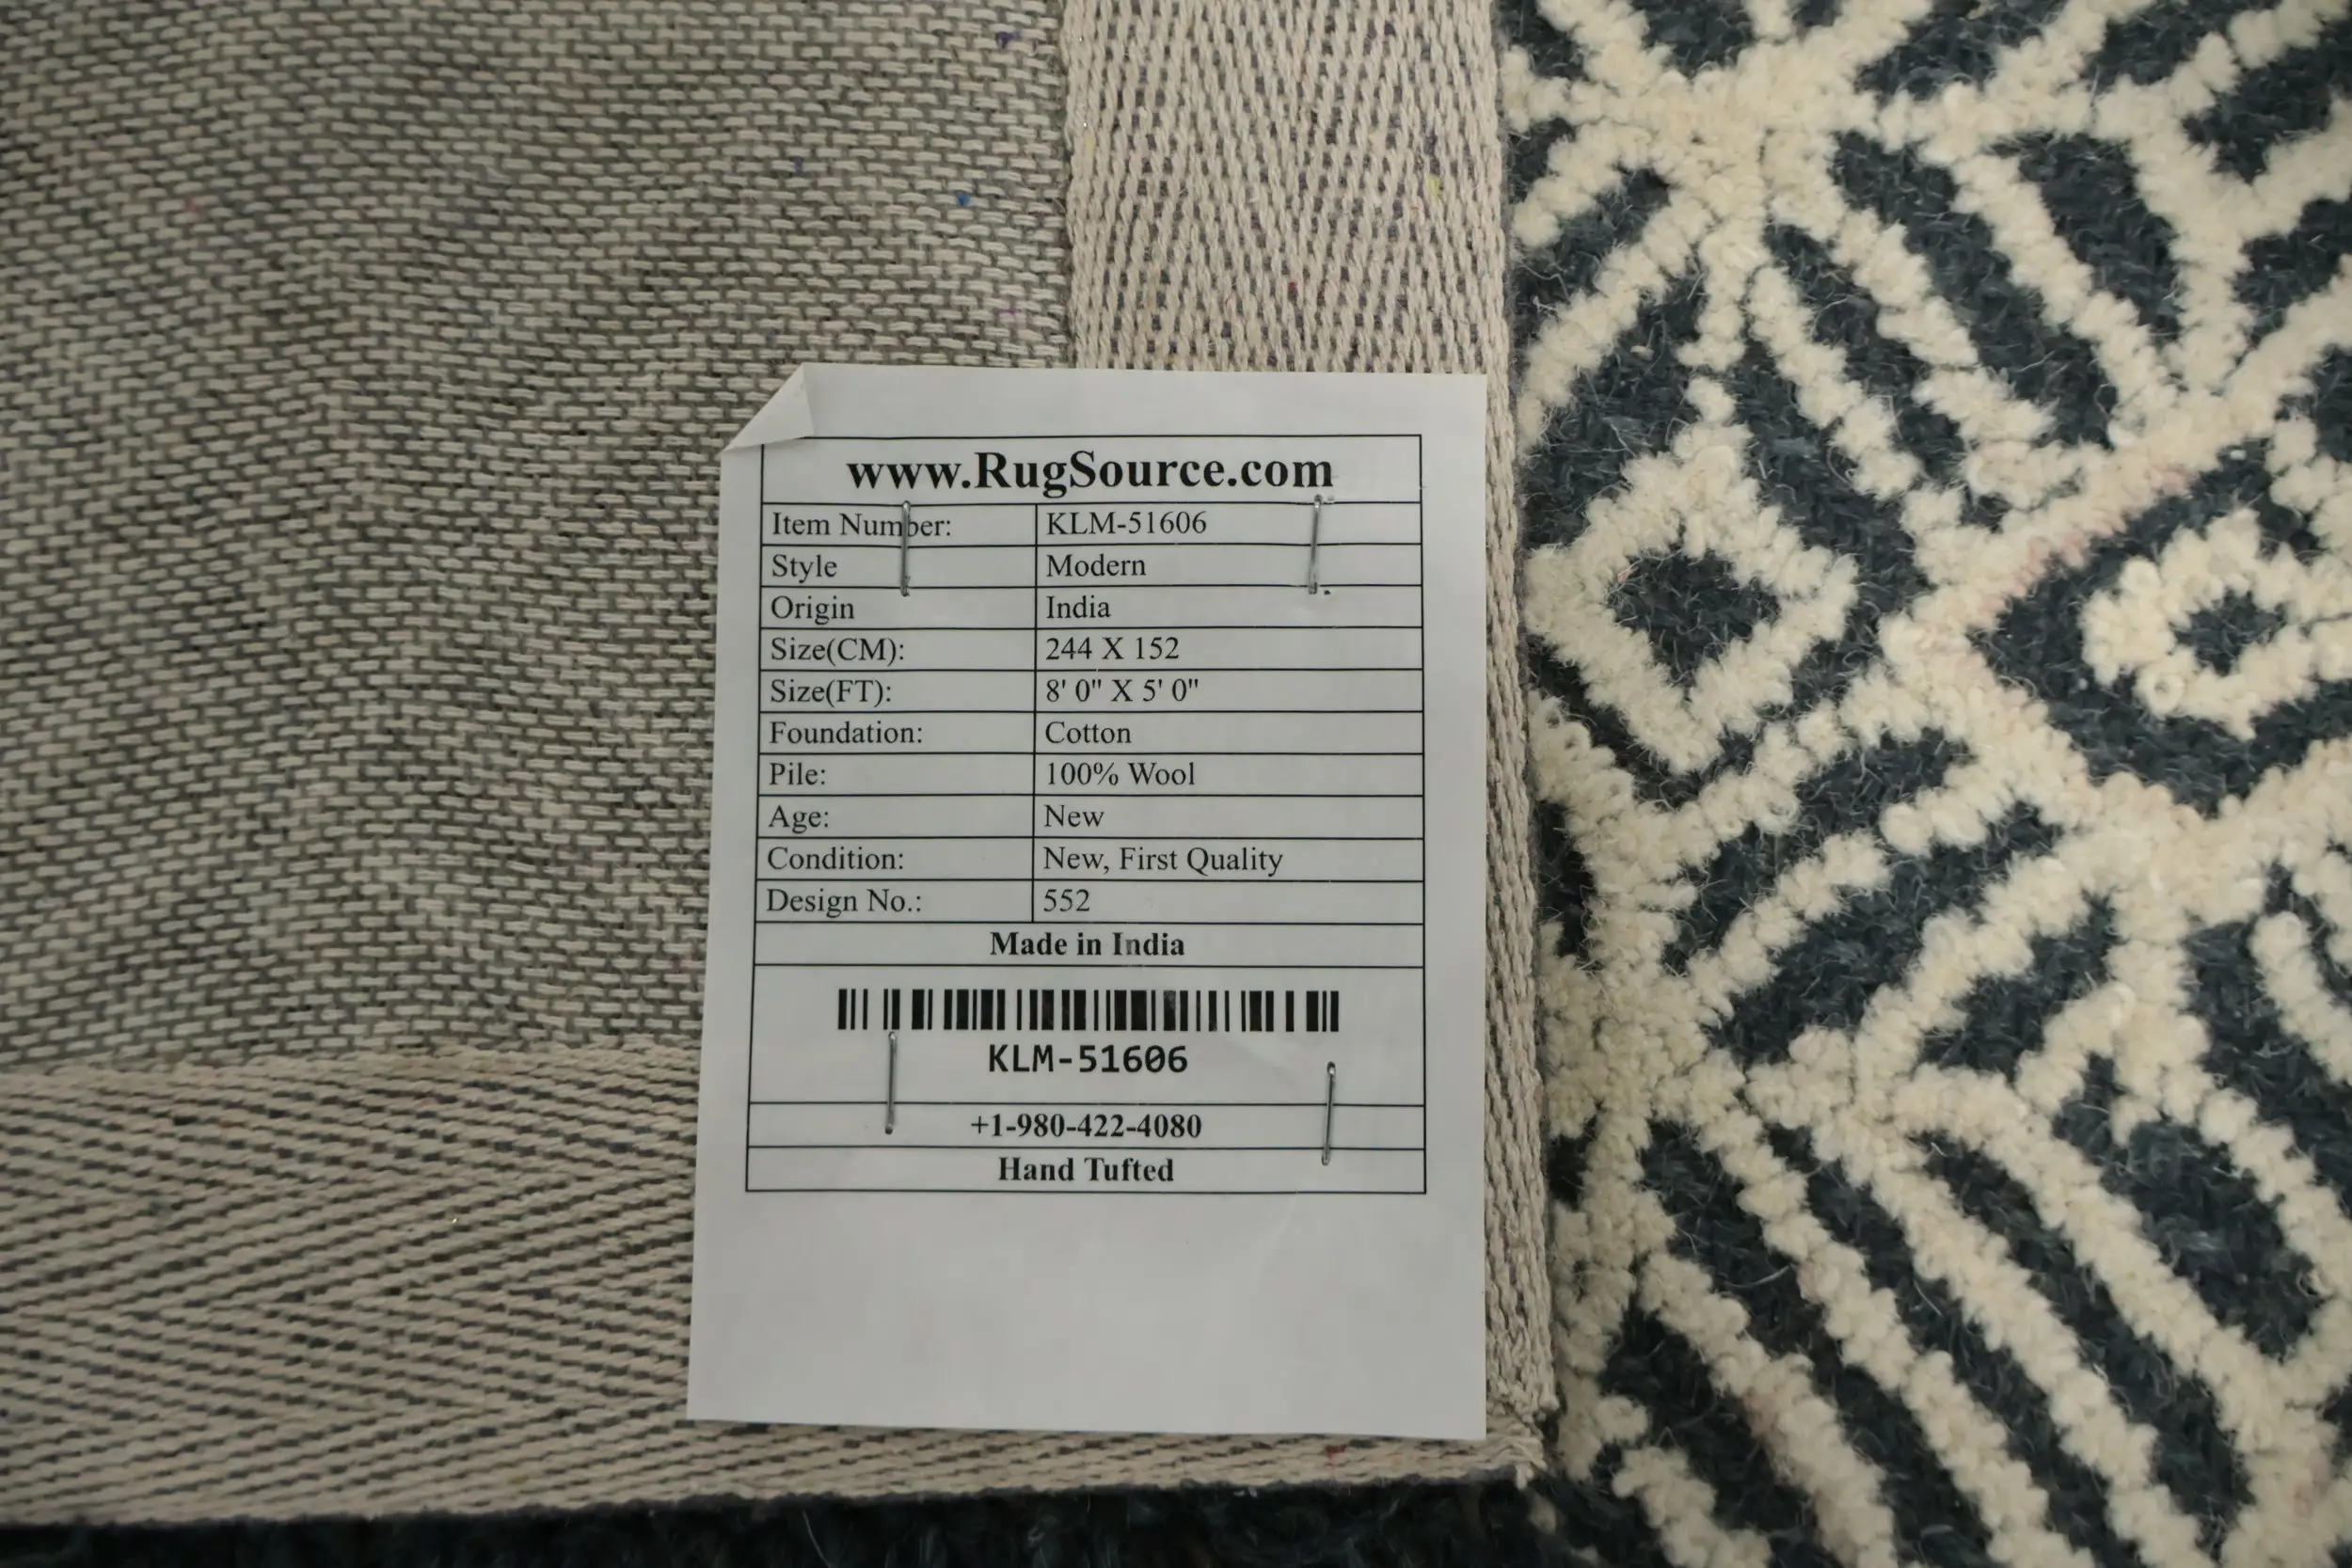 www.RugSource.com
Item Number: KLM-51606
Style Modern
Origin India
Size(CM): 244 X 152
Size(FT): 8' 0" X 5' 0"
Foundation: Cotton
Pile: 100% Wool
Age: New
Condition: New, First Quality
Design No.: 552
Made in India
KLM-51606
+1-980-422-4080
Hand Tufted